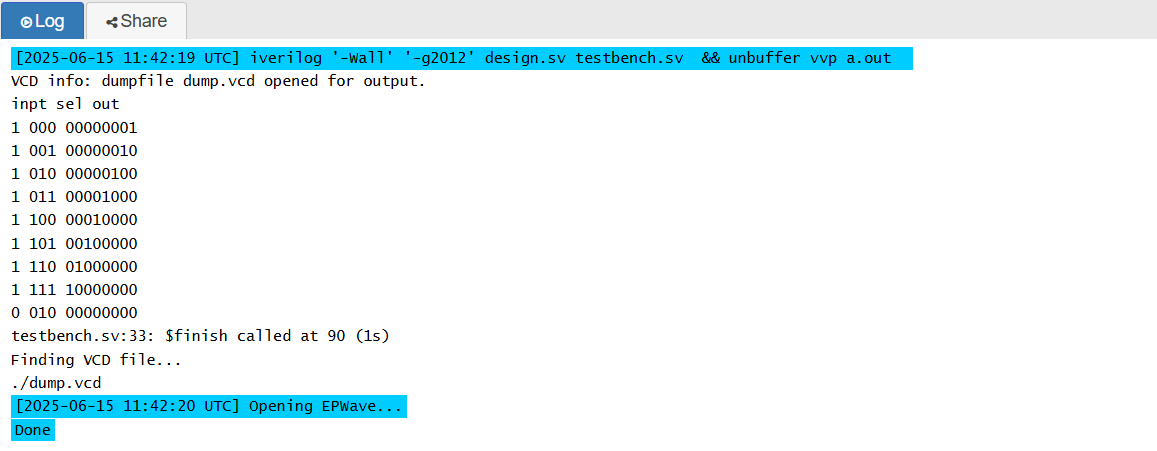 Log Share
[2025-06-15 11:42:19 UTC] iverilog '-Wall' '-g2012' design.sv testbench.sv  && unbuffer vvp a.out
VCD info: dumpfile dump.vcd opened for output.
inpt sel out
1 000 00000001
1 001 00000010
1 010 00000100
1 011 00001000
1 100 00010000
1 101 00100000
1 110 01000000
1 111 10000000
0 010 00000000
testbench.sv:33: $finish called at 90 (1s)
Finding VCD file...
./dump.vcd
[2025-06-15 11:42:20 UTC] Opening EPWave...
Done